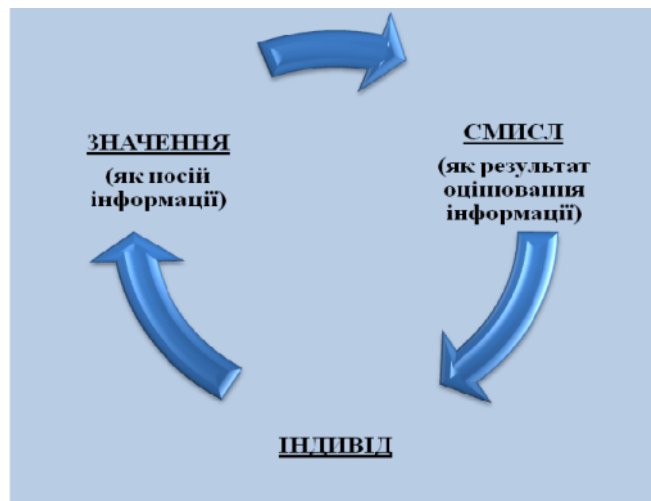 ЗНАЧЕННЯ
(як носій
інформації)
СМИСЛ
(як результат
оцінювання
інформації)
ІНДИВІД